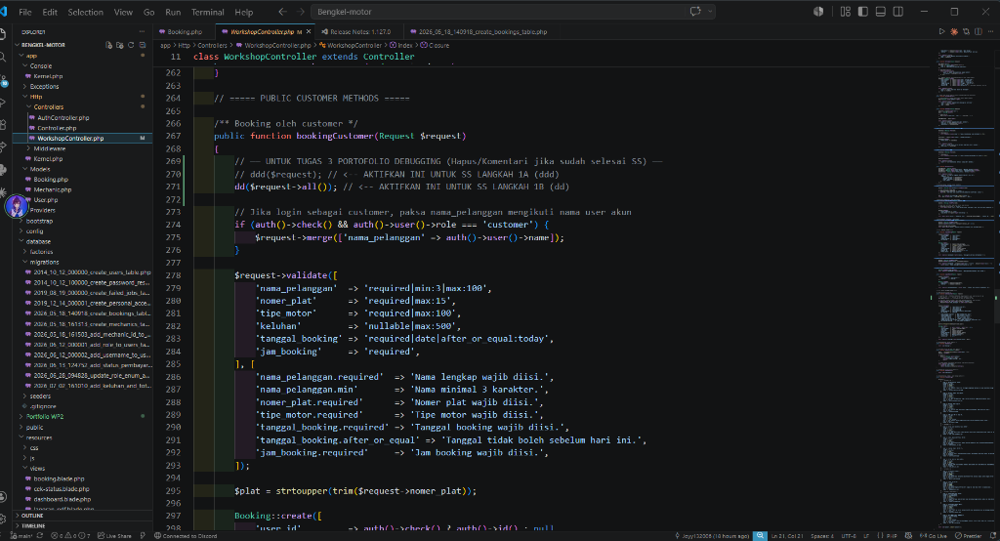 File Edit Selection View Go Run Terminal Help
Bengkel-motor
EXPLORER
BENGKEL-MOTOR
app
Console
Kernel.php
Exceptions
Http
Controllers
AuthController.php
Controller.php
WorkshopController.php M
Middleware
Kernel.php
Models
Booking.php
Mechanic.php
User.php
Providers
bootstrap
config
database
factories
migrations
2014_10_12_000000_create_users_table.php
2014_10_12_100000_create_password_res...
2019_08_19_000000_create_failed_jobs_ta...
2019_12_14_000001_create_personal_acce...
2026_05_18_140918_create_bookings_tabl...
2026_05_18_161313_create_mechanics_ta...
2026_05_18_161503_add_mechanic_id_to_...
2026_06_12_000001_add_role_to_users_ta...
2026_06_12_000002_add_username_to_us...
2026_06_13_124752_add_status_pembayar...
2026_06_28_094828_update_role_enum_a...
2026_07_02_161010_add_keluhan_and_tot...
seeders
.gitignore
Portfolio WP2
public
resources
css
js
views
booking.blade.php
cek-status.blade.php
dashboard.blade.php
OUTLINE
TIMELINE
Booking.php
WorkshopController.php M
Release Notes: 1.127.0
2026_05_18_140918_create_bookings_table.php
app > Http > Controllers > WorkshopController.php > WorkshopController > index > Closure
11 class WorkshopController extends Controller
262 }
263
264 // ===== PUBLIC CUSTOMER METHODS =====
265
266 /** Booking oleh customer */
267 public function bookingCustomer(Request $request)
268 {
269 // —— UNTUK TUGAS 3 PORTOFOLIO DEBUGGING (Hapus/Komentari jika sudah selesai SS) ——
270 // ddd($request); // <-- AKTIFKAN INI UNTUK SS LANGKAH 1A (ddd)
271 dd($request->all()); // <-- AKTIFKAN INI UNTUK SS LANGKAH 1B (dd)
272
273 // Jika login sebagai customer, paksa nama_pelanggan mengikuti nama user akun
274 if (auth()->check() && auth()->user()->role === 'customer') {
275 $request->merge(['nama_pelanggan' => auth()->user()->name]);
276 }
277
278 $request->validate([
279 'nama_pelanggan' => 'required|min:3|max:100',
280 'nomer_plat' => 'required|max:15',
281 'tipe_motor' => 'required|max:100',
282 'keluhan' => 'nullable|max:500',
283 'tanggal_booking' => 'required|date|after_or_equal:today',
284 'jam_booking' => 'required',
285 ], [
286 'nama_pelanggan.required' => 'Nama lengkap wajib diisi.',
287 'nama_pelanggan.min' => 'Nama minimal 3 karakter.',
288 'nomer_plat.required' => 'Nomer plat wajib diisi.',
289 'tipe_motor.required' => 'Tipe motor wajib diisi.',
290 'tanggal_booking.required' => 'Tanggal booking wajib diisi.',
291 'tanggal_booking.after_or_equal' => 'Tanggal tidak boleh sebelum hari ini.',
292 'jam_booking.required' => 'Jam booking wajib diisi.',
293 ]);
294
295 $plat = strtoupper(trim($request->nomer_plat));
296
297 Booking::create([
298 'user_id' => auth()->check() ? auth()->id() : null
main* 0 0 7 Live Share Connected to Discord
(18 hours ago) Ln 21, Col 21 Spaces: 4 UTF-8 LF PHP Go Live Prettier